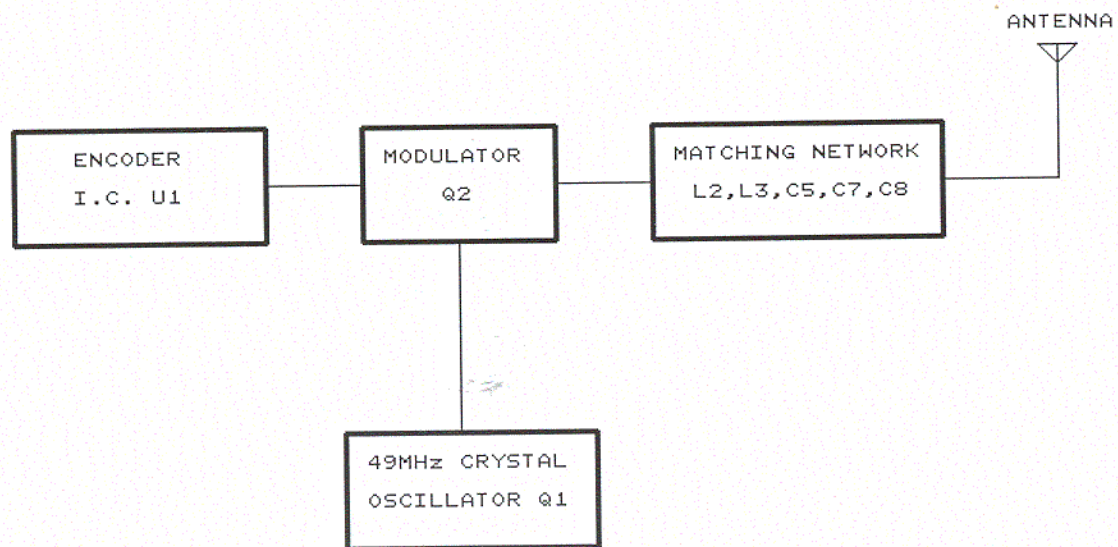 ANTENNA
ENCODER
I.C. U1
MODULATOR
Q2
MATCHING NETWORK
L2,L3,C5,C7,C8
49MHz CRYSTAL
OSCILLATOR Q1